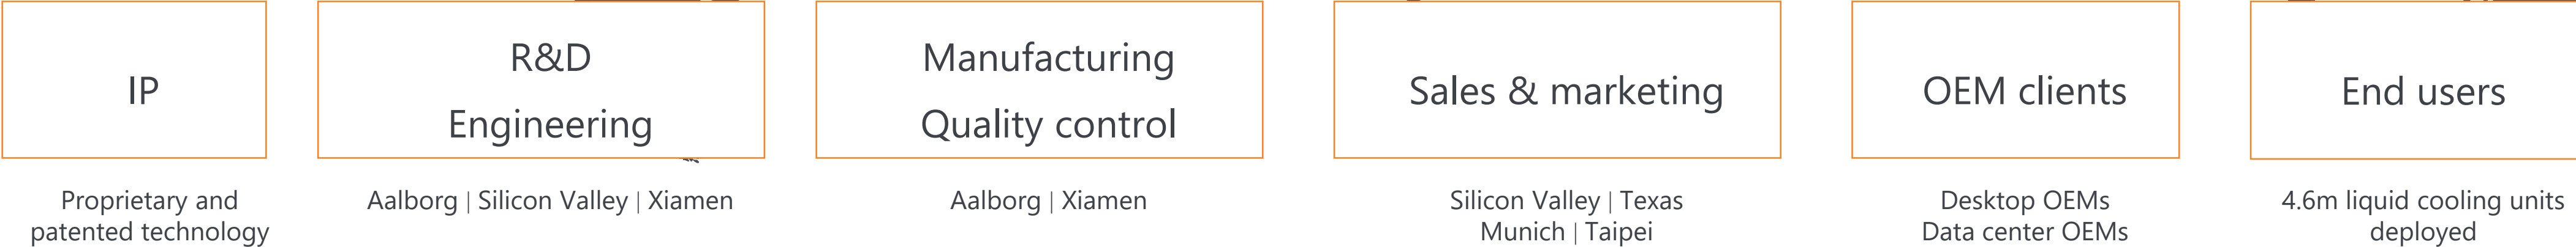 IP
Proprietary and
patented technology
R&D
Engineering
Aalborg | Silicon Valley | Xiamen
Manufacturing
Quality control
Aalborg | Xiamen
Sales & marketing
Silicon Valley | Texas
Munich | Taipei
OEM clients
Desktop OEMs
Data center OEMs
End users
4.6m liquid cooling units
deployed